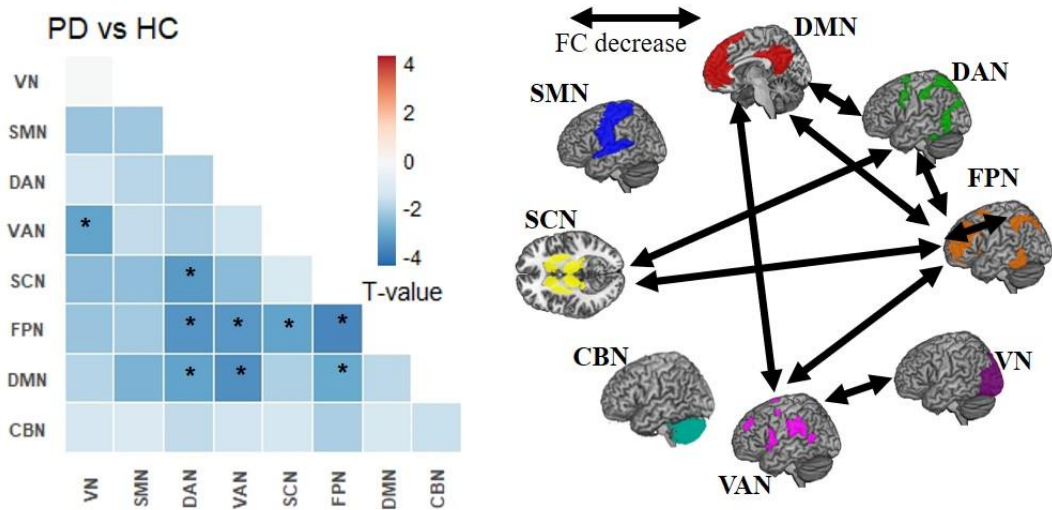 PD vs HC
VN
SMN
DAN
VAN
SCN
FPN
DMN
CBN
*
*
* * * *
* * *
VN SMN DAN VAN SCN FPN DMN CBN
4
2
0
-2
-4
T-value
FC decrease
DMN
DAN
SMN
FPN
SCN
CBN
VN
VAN